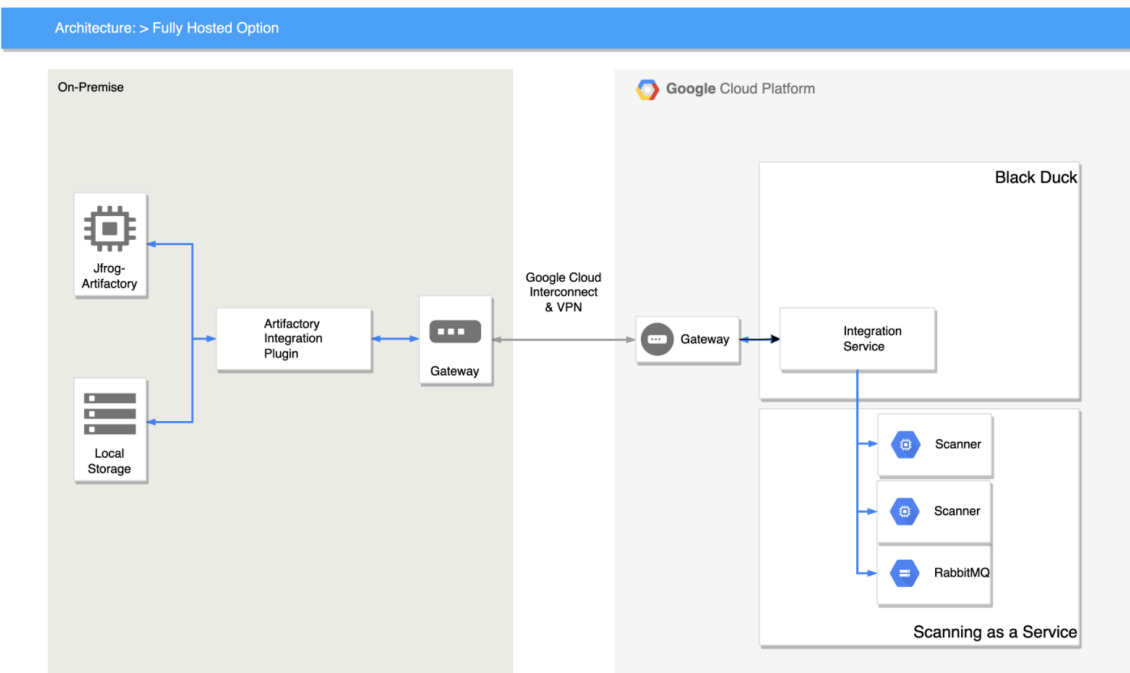 Architecture: > Fully Hosted Option
On-Premise
Google Cloud Platform
Black Duck
Jfrog-
Artifactory
Google Cloud
Interconnect
& VPN
Artifactory
Integration
Plugin
Gateway
Gateway
Integration
Service
Local
Storage
Scanner
Scanner
RabbitMQ
Scanning as a Service